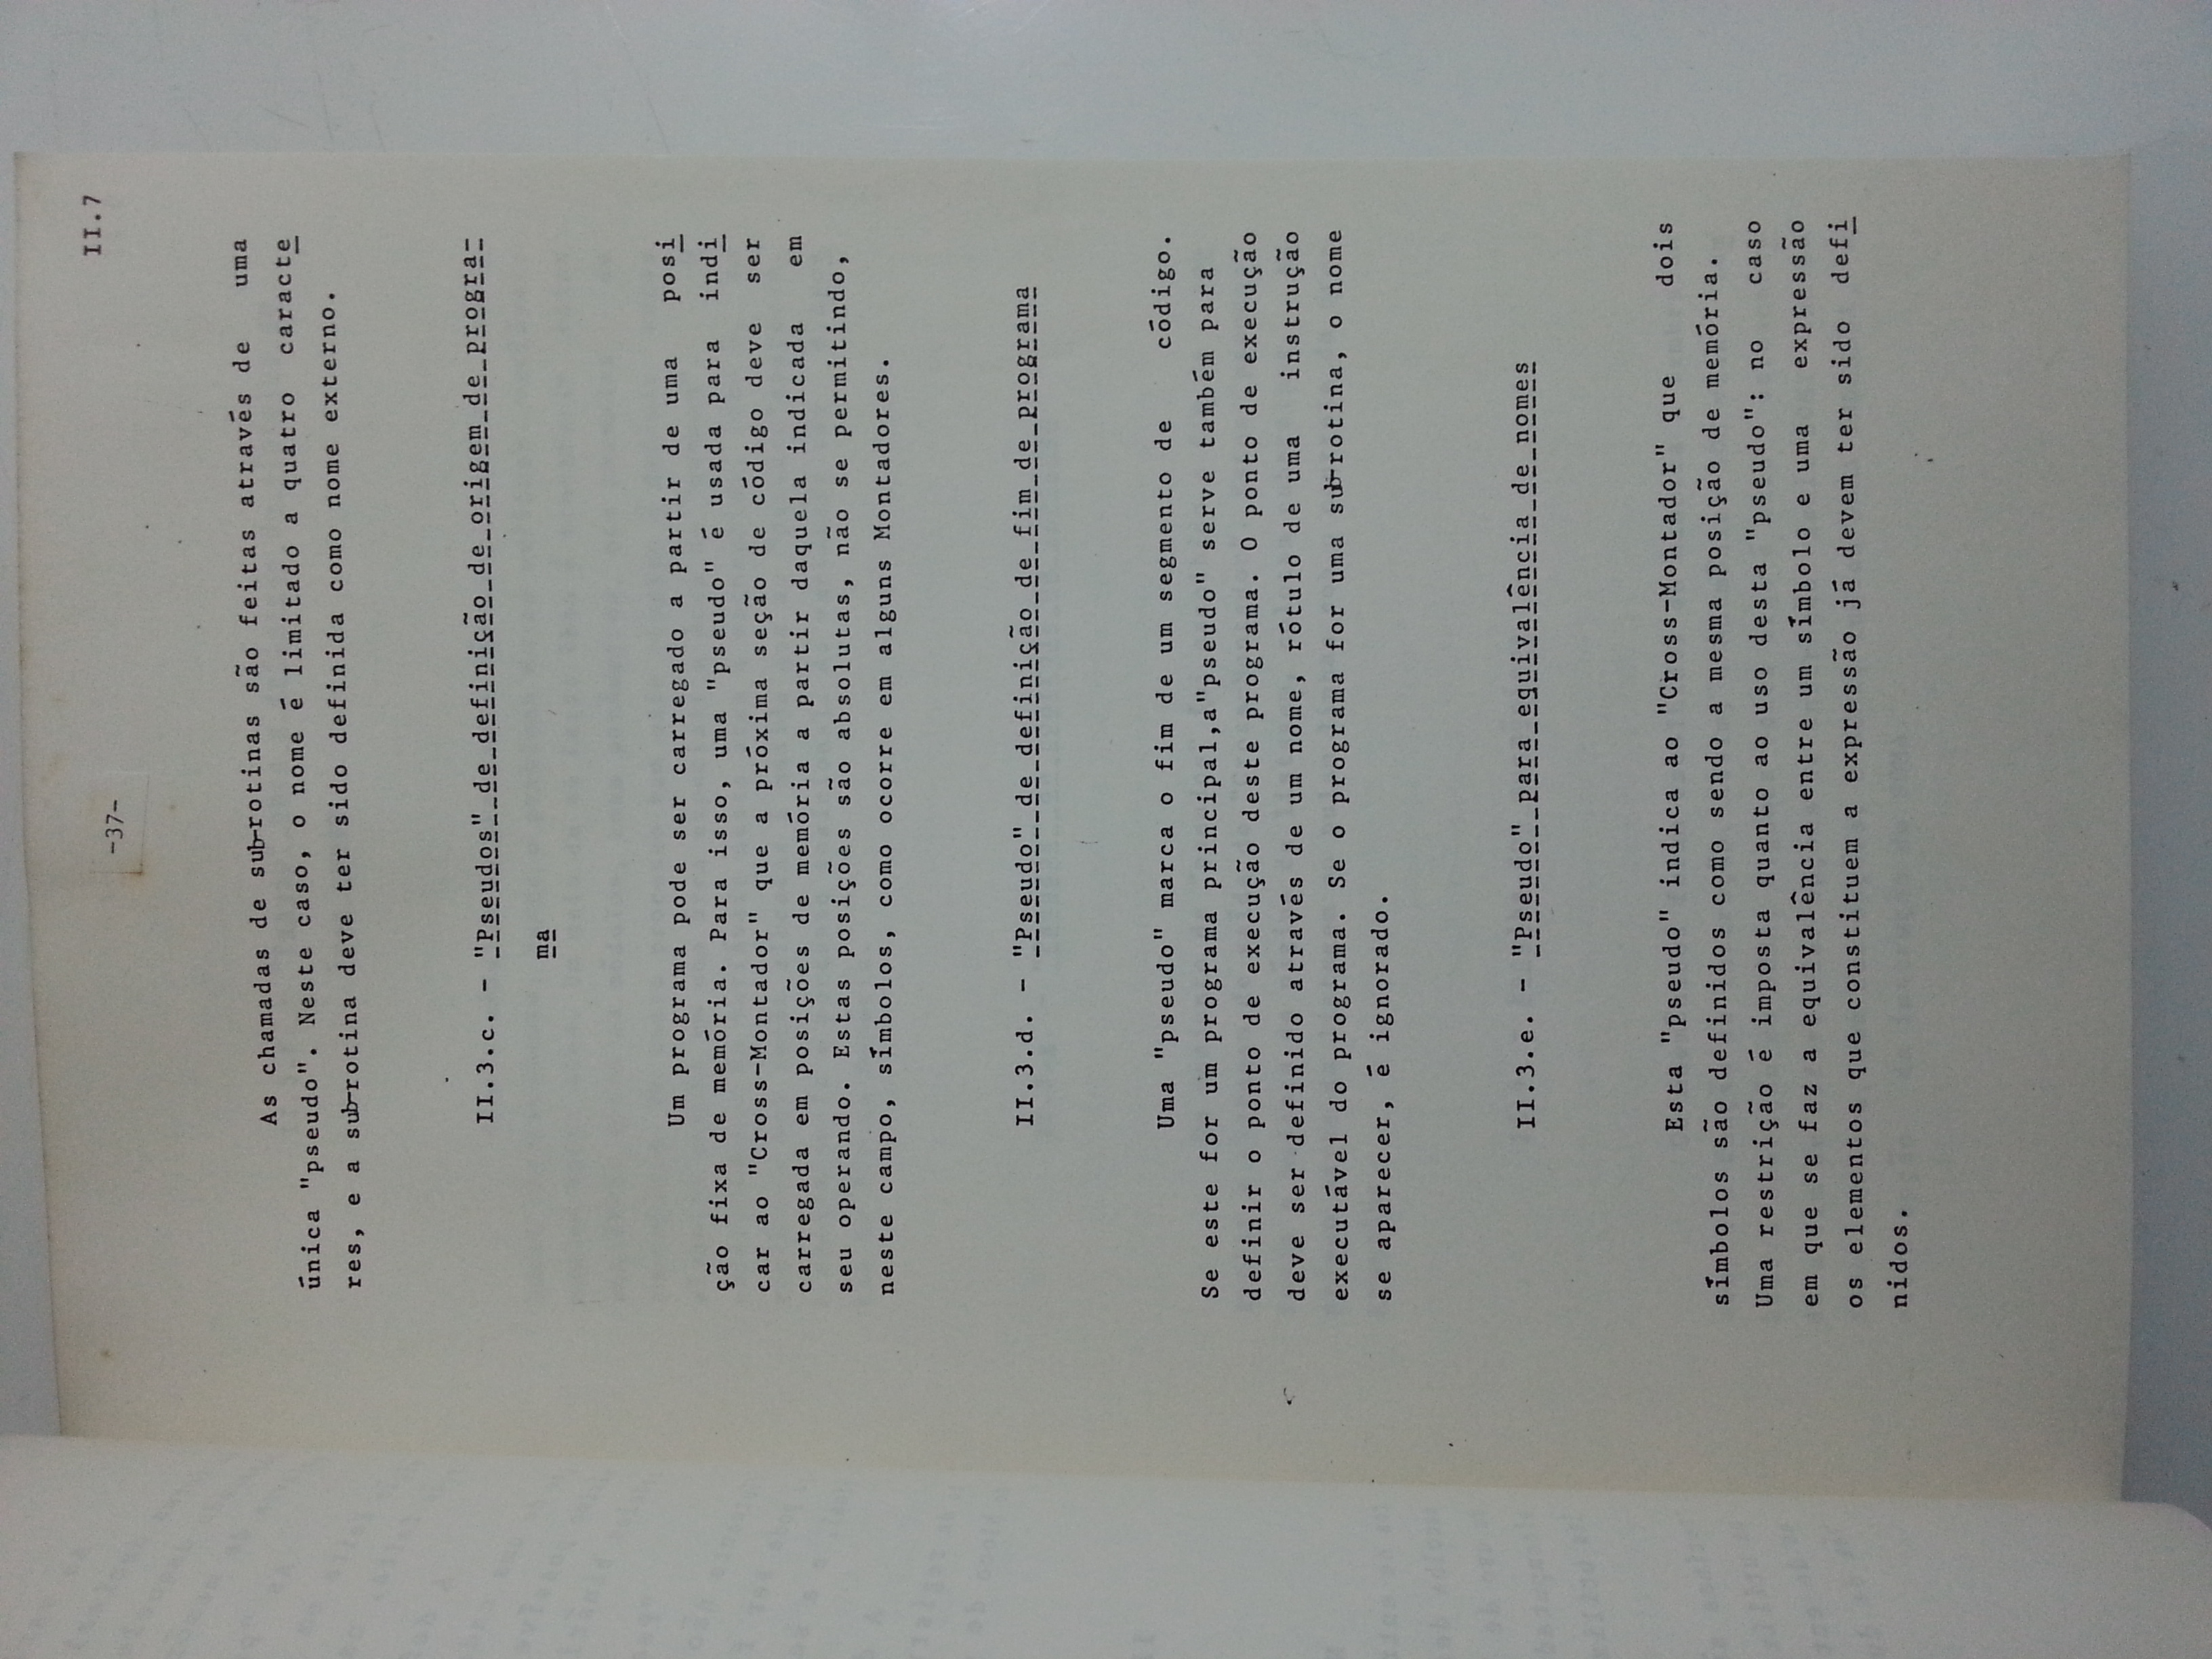 II.7
-37-
As chamadas de sub-rotinas são feitas através de uma
única "pseudo". Neste caso, o nome é limitado a quatro caracte
res, e a sub-rotina deve ter sido definida como nome externo.
II.3.c. - "Pseudos" de definição de origem de progra-
ma
Um programa pode ser carregado a partir de uma posi
ção fixa de memória. Para isso, uma "pseudo" é usada para indi
car ao "Cross-Montador" que a próxima seção de código deve ser
carregada em posições de memória a partir daquela indicada em
seu operando. Estas posições são absolutas, não se permitindo,
neste campo, símbolos, como ocorre em alguns Montadores.
II.3.d. - "Pseudo" de definição de fim de programa
Uma "pseudo" marca o fim de um segmento de código.
Se este for um programa principal,a"pseudo" serve também para
definir o ponto de execução deste programa. O ponto de execução
deve ser definido através de um nome, rótulo de uma instrução
executável do programa. Se o programa for uma sub-rotina, o nome
se aparecer, é ignorado.
II.3.e. - "Pseudo" para equivalência de nomes
Esta "pseudo" indica ao "Cross-Montador" que dois
símbolos são definidos como sendo a mesma posição de memória.
Uma restrição é imposta quanto ao uso desta "pseudo": no caso
em que se faz a equivalência entre um símbolo e uma expressão
os elementos que constituem a expressão já devem ter sido defi
nidos.